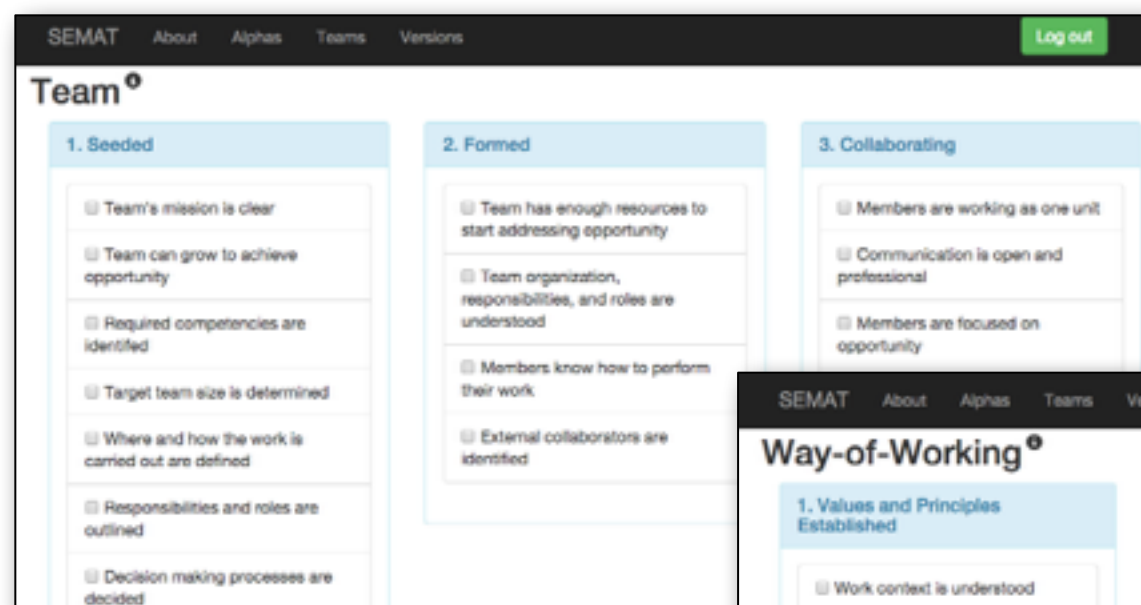 SEMAT About Alphas Teams Versions Log out
Team
1. Seeded
Team's mission is clear
Team can grow to achieve
opportunity
Required competencies are
identifed
Target team size is determined
Where and how the work is
carried out are defined
Responsibilities and roles are
outlined
Decision making processes are
decided
2. Formed
Team has enough resources to
start addressing opportunity
Team organization,
responsibilities, and roles are
understood
Members know how to perform
their work
External collaborators are
identified
3. Collaborating
Members are working as one unit
Communication is open and
professional
Members are focused on
opportunity
SEMAT About Alphas Teams Ve
Way-of-Working
1. Values and Principles
Established
Work context is understood